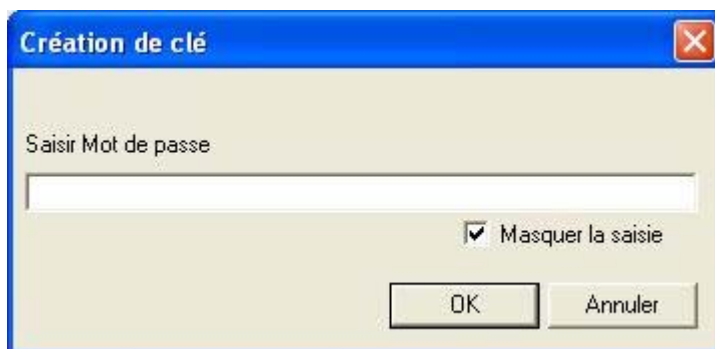 Création de clé
Saisir Mot de passe
Masquer la saisie
OK Annuler